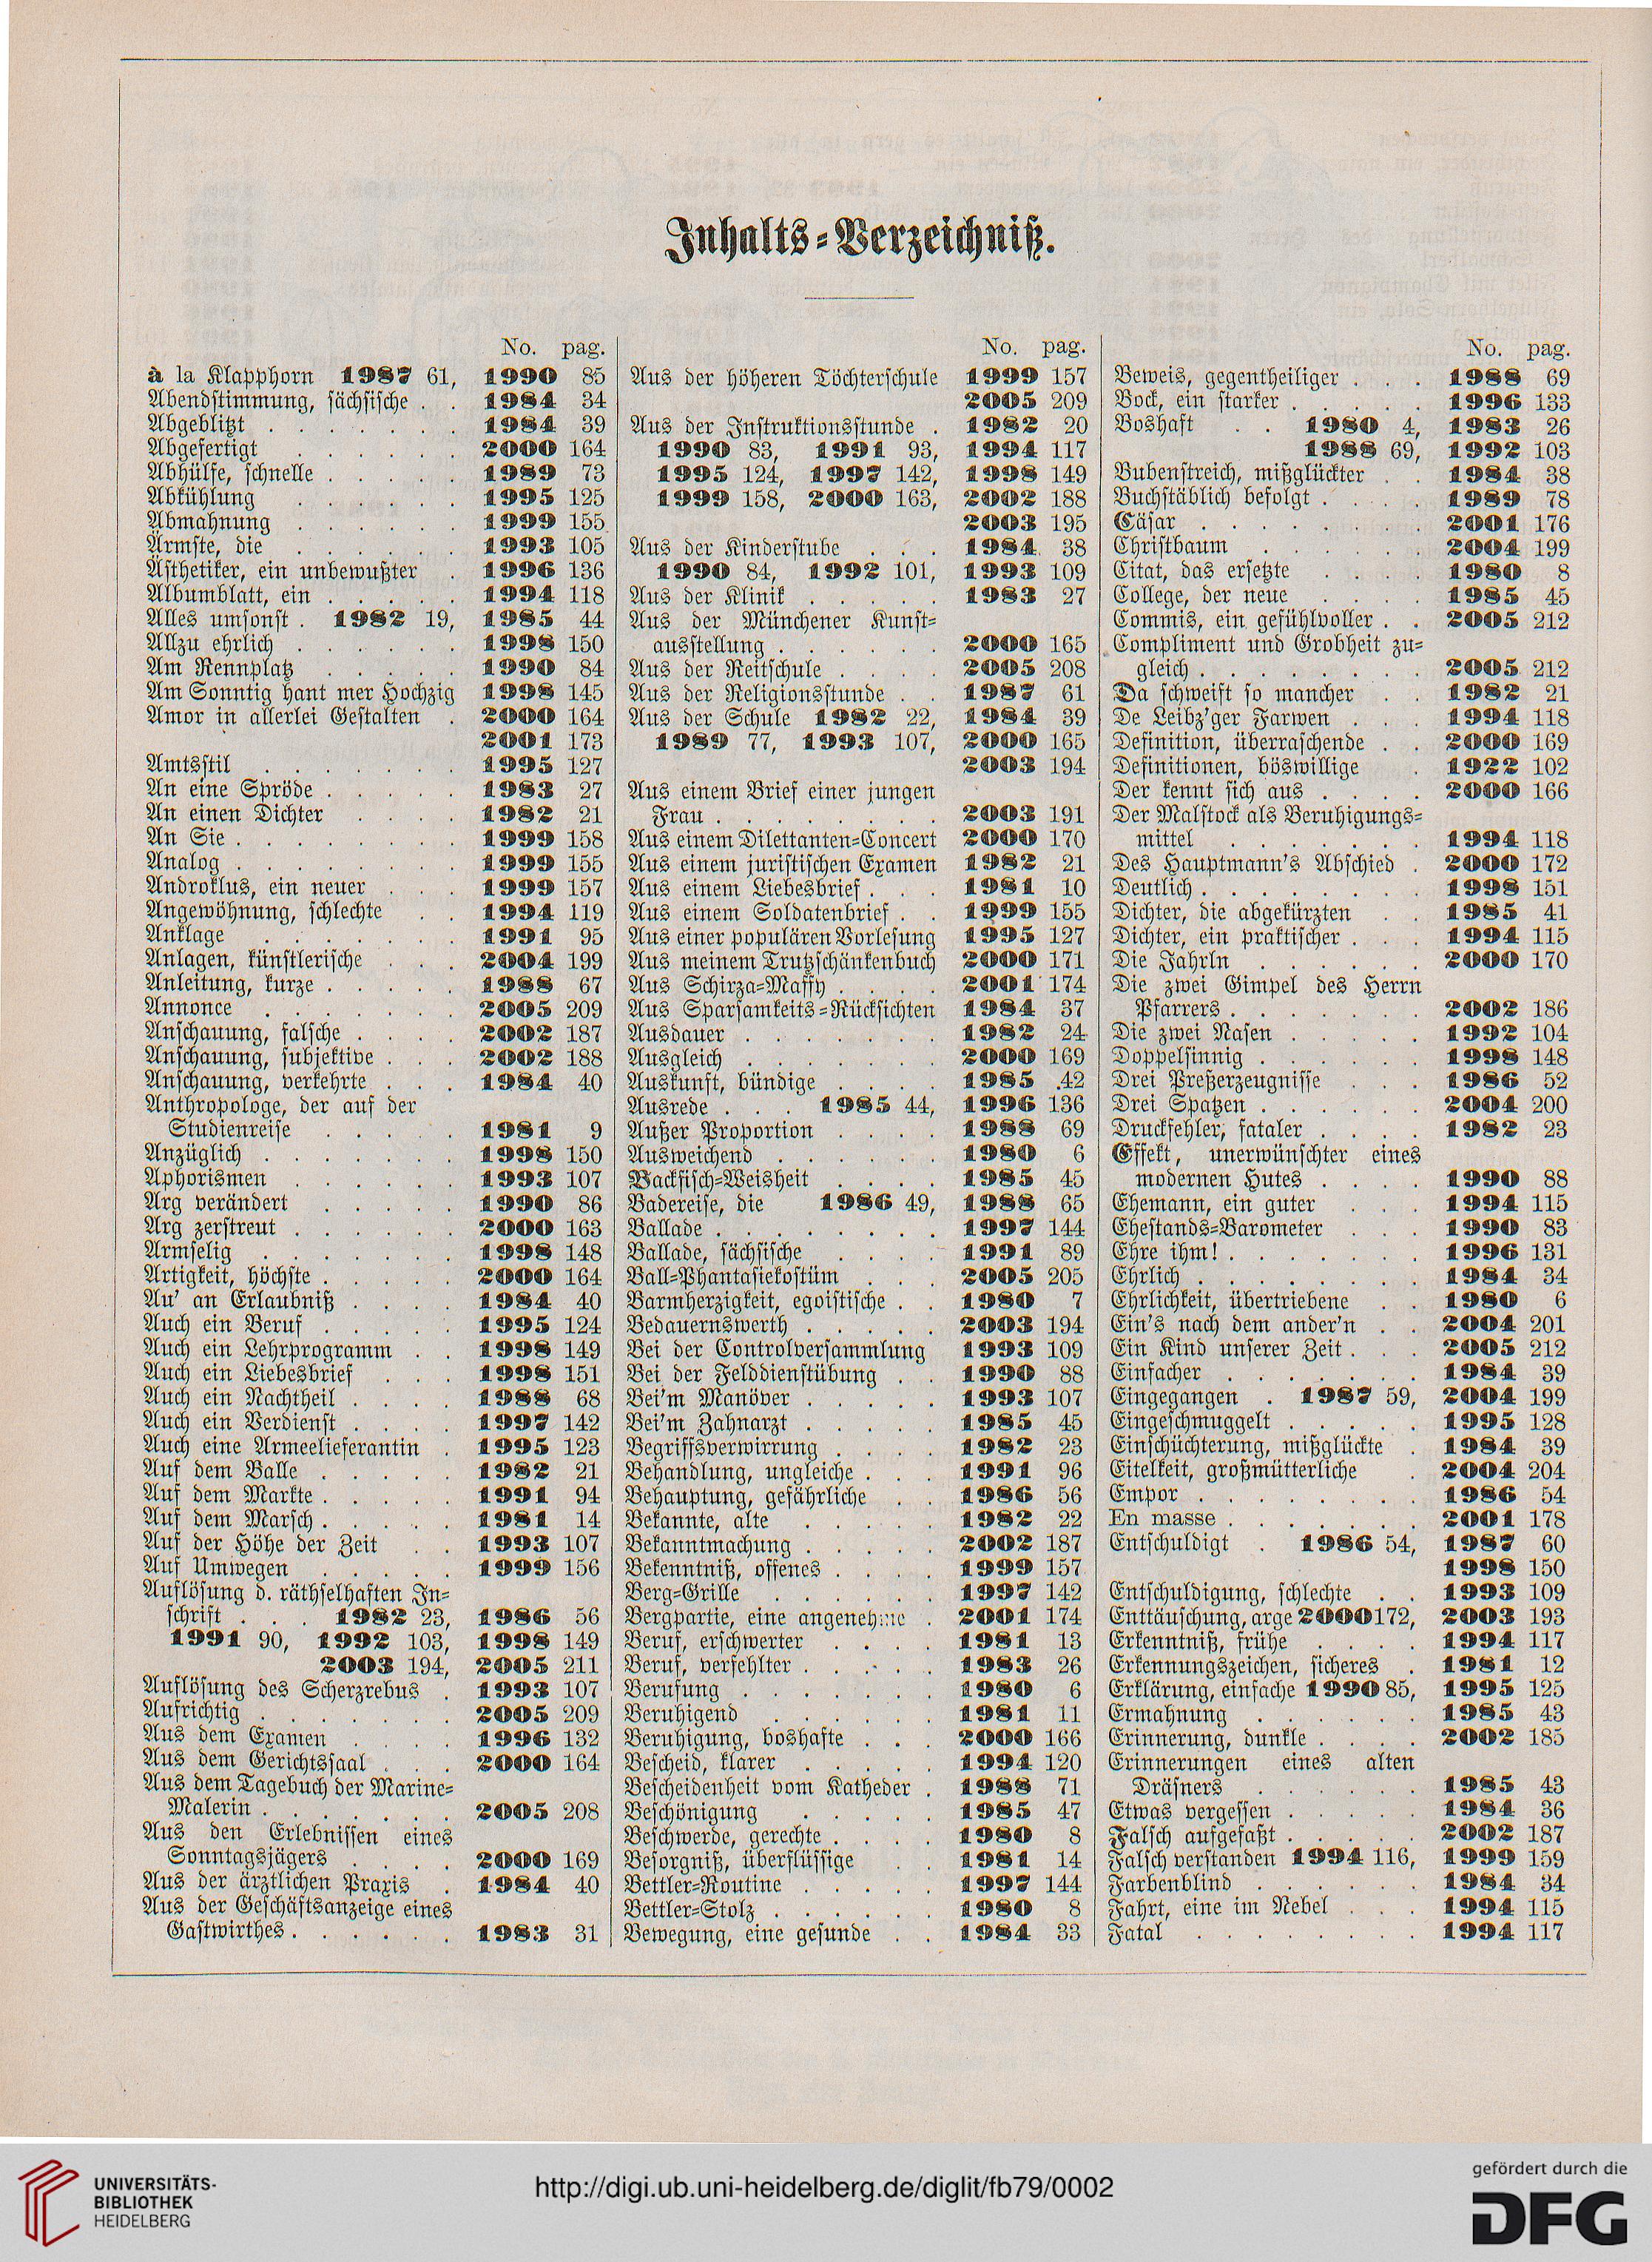 Inhalts-Verzeichniß.
No. pag.
à la Klapphorn 1987 61, 1990 85
Abendstimmung, sächsische . . 1984 34
Abgeblitzt . . . . . . . 1984 39
Abgefertigt . . . . . . 2000 164
Abhülfe, schnelle . . . . . 1989 73
Abkühlung . . . . . . 1995 125
Abmahnung . . . . . . 1999 155
Ärmste, die . . . . . . 1993 105
Ästhetiker, ein unbewußter 1996 136
Albumblatt, ein . . . . . 1994 118
Alles umsonst . 1982 19, 1985 44
Allzu ehrlich . . . . . . 1998 150
Am Rennplatz . . . . . 1990 84
Am Sonntig hant mer Hochzig 1998 145
Amor in allerlei Gestalten . 2000 164
2001 173
Amtsstil . . . . . . . 1995 127
An eine Spröde . . . . . 1983 27
An einen Dichter . . . . 1982 21
An Sie . . . . . . . . 1999 158
Analog . . . . . . . . 1999 155
Androklus, ein neuer . . . 1999 157
Angewöhnung, schlechte . . 1994 119
Anklage . . . . . . . 1991 95
Anlagen, künstlerische . . . 2004 199
Anleitung, kurze . . . . . 1988 67
Annonce . . . . . . . 2005 209
Anschauung, falsche . . . . 2002 187
Anschauung, subjektive . . . 2002 188
Anschauung, verkehrte . . . 1984 40
Anthropologe, der auf der
Studienreise . . . . . 1981 9
Anzüglich . . . . . . . 1998 150
Aphorismen . . . . . . 1993 107
Arg verändert . . . . . 1990 86
Arg zerstreut . . . . . . 2000 163
Armselig . . . . . . . 1998 148
Artigkeit, höchste . . . . . 2000 164
Au' an Erlaubniß . . . . 1984 40
Auch ein Beruf . . . . . 1995 124
Auch ein Lehrprogramm . . 1998 149
Auch ein Liebesbrief . . . 1998 151
Auch ein Nachtheil . . . . 1988 68
Auch ein Verdienst . . . . 1997 142
Auch eine Armeelieferantin . 1995 123
Auf dem Balle . . . . . 1982 21
Auf dem Markte . . . . . 1991 94
Auf dem Marsch . . . . . 1981 14
Auf der Höhe der Zeit . . 1993 107
Auf Umwegen . . . . . 1999 156
Auflösung d. räthselhaften In-
schrift . . . 1982 23, 1986 56
1991 90, 1992 103, 1998 149
2003 194, 2005 211
Auflösung des Scherzrebus . 1993 107
Aufrichtig . . . . . . . 2005 209
Aus dem Examen . . . . 1996 132
Aus dem Gerichtssaal . . . 2000 164
Aus dem Tagebuch der Marine-
Malerin . . . . . . . 2005 208
Aus den Erlebnissen eines
Sonntagsjägers . . . . 2000 169
Aus der ärztlichen Praxis . 1984 40
Aus der Geschäftsanzeige eines
Gastwirthes . . . . . . 1983 31
No. pag.
Aus der höheren Töchterschule 1999 157
2005 209
Aus der Instruktionsstunde . 1982 20
1990 83, 1991 93, 1994 117
1995 124, 1997 142, 1998 149
1999 158, 2000 163, 2002 188
2003 195
Aus der Kinderstube . . . 1984 38
1990 84, 1992 101, 1993 109
Aus der Klinik . . . . . 1983 27
Aus der Münchener Kunst-
ausstellung . . . . . . 2000 165
Aus der Reitschule . . . . 2005 208
Aus der Religionsstunde . . 1987 61
Aus der Schule 1982 22, 1984 39
1989 77, 1993 107, 2000 165
2003 194
Aus einem Brief einer jungen
Frau . . . . . . . . 2003 191
Aus einem Dilettanten-Concert 2000 170
Aus einem juristischen Examen 1982 21
Aus einem Liebesbrief . . . 1981 10
Aus einem Soldatenbrief . . 1999 155
Aus einer populären Vorlesung 1995 127
Aus meinem Trutzschänkenbuch 2000 171
Aus Schirza-Massy . . . . 2001 174
Aus Sparsamkeits-Rücksichten 1984 37
Ausdauer . . . . . . . 1982 24
Ausgleich . . . . . . . 2000 169
Auskunft, bündige . . . . 1985 42
Ausrede . . . 1985 44, 1996 136
Außer Proportion . . . . 1988 69
Ausweichend . . . . . . 1980 6
Backfisch-Weisheit . . . . 1985 45
Badereise, die 1986 49, 1988 65
Ballade . . . . . . . . 1997 144
Ballade, sächsische . . . . 1991 89
Ball-Phantasiekostüm . . . 2005 205
Barmherzigkeit, egoistische . . 1980 7
Bedauernswerth . . . . . 2003 194
Bei der Controlversammlung 1993 109
Bei der Felddienstübung . . 1990 88
Bei'm Manöver . . . . . 1993 107
Bei'm Zahnarzt . . . . . 1985 45
Begriffsverwirrung . . . . 1982 23
Behandlung, ungleiche . . . 1991 96
Behauptung, gefährliche . . 1986 56
Bekannte, alte . . . . . 1982 22
Bekanntmachung . . . . . 2002 187
Bekenntniß, offenes . . . . 1999 157
Berg-Grille . . . . . . 1997 142
Bergpartie, eine angenehme . 2001 174
Beruf, erschwerter . . . . 1981 13
Beruf, verfehlter . . . . . 1983 26
Berufung . . . . . . . 1980 6
Beruhigend . . . . . . 1981 11
Beruhigung, boshafte . . . 2000 166
Bescheid, klarer . . . . . 1994 120
Bescheidenheit vom Katheder . 1988 71
Beschönigung . . . . . 1985 47
Beschwerde, gerechte . . . . 1980 8
Besorgniß, überflüssige . . 1981 14
Bettler-Routine . . . . . 1997 144
Bettler-Stolz . . . . . . 1980 8
Bewegung, eine gesunde . . 1984 33
No. pag.
Beweis, gegentheiliger . . . 1988 69
Bock, ein starker . . . . . 1996 133
Boshaft . . 1980 4, 1983 26
1988 69, 1992 103
Bubenstreich, mißglückter . . 1984 38
Buchstäblich befolgt . . . . 1989 78
Cäsar . . . . . . . . 2001 176
Christbaum . . . . . . 2004 199
Citat, das ersetzte . . . . 1980 8
College, der neue . . . . 1985 45
Commis, ein gefühlvoller . . 2005 212
Compliment und Grobheit zu-
gleich . . . . . . . . 2005 212
Da schweift so mancher . . 1982 21
De Leibz'ger Farwen . . . 1994 118
Definition, überraschende . . 2000 169
Definitionen, böswillige . . 1922 102
Der kennt sich aus . . . . 2000 166
Der Malstock als Beruhigungs-
mittel . . . . . . . 1994 118
Des Hauptmann's Abschied . 2000 172
Deutlich . . . . . . . . 1998 151
Dichter, die abgekürzten . . 1985 41
Dichter, ein praktischer . . . 1994 115
Die Jahrln . . . . . . 2000 170
Die zwei Gimpel des Herrn
Pfarrers . . . . . . . 2002 186
Die zwei Nasen . . . . . 1992 104
Doppelsinnig . . . . . . 1998 148
Drei Preßerzeugnisse . . . 1986 52
Drei Spatzen . . . . . . 2004 200
Druckfehler, fataler . . . . 1982 23
Effekt, unerwünschter eines
modernen Hutes . . . . 1990 88
Ehemann, ein guter . . . 1994 115
Ehestands-Barometer . . . 1990 83
Ehre ihm! . . . . . . . 1996 131
Ehrlich . . . . . . . . 1984 34
Ehrlichkeit, übertriebene . . 1980 6
Ein's nach dem ander'n . . 2004 201
Ein Kind unserer Zeit . . . 2005 212
Einfacher . . . . . . . 1984 39
Eingegangen . 1987 59, 2004 199
Eingeschmuggelt . . . . . 1995 128
Einschüchterung, mißglückte 1984 39
Eitelkeit, großmütterliche . 2004 204
Empor . . . . . . . . 1986 54
En masse . . . . . . . 2001 178
Entschuldigt . 1986 54, 1987 60
1998 150
Entschuldigung, schlechte . . 1993 109
Enttäuschung, arge 2000 172, 2003 193
Erkenntniß, frühe . . . . 1994 117
Erkennungszeichen, sicheres . 1981 12
Erklärung, einfache 1990 85, 1995 125
Ermahnung . . . . . . 1985 43
Erinnerung, dunkle . . . . 2002 185
Erinnerungen eines alten
Dräsners . . . . . . 1985 43
Etwas vergessen . . . . . 1984 36
Falsch aufgefaßt . . . . . 2002 187
Falsch verstanden 1994 116, 1999 159
Farbenblind . . . . . . 1984 34
Fahrt, eine im Nebel . . . 1994 115
Fatal . . . . . . . . 1994 117
UNIVERSITÄTS-
BIBLIOTHEK
HEIDELBERG
http://digi.ub.uni-heidelberg.de/diglit/fb79/0002
gefördert durch die
DFG